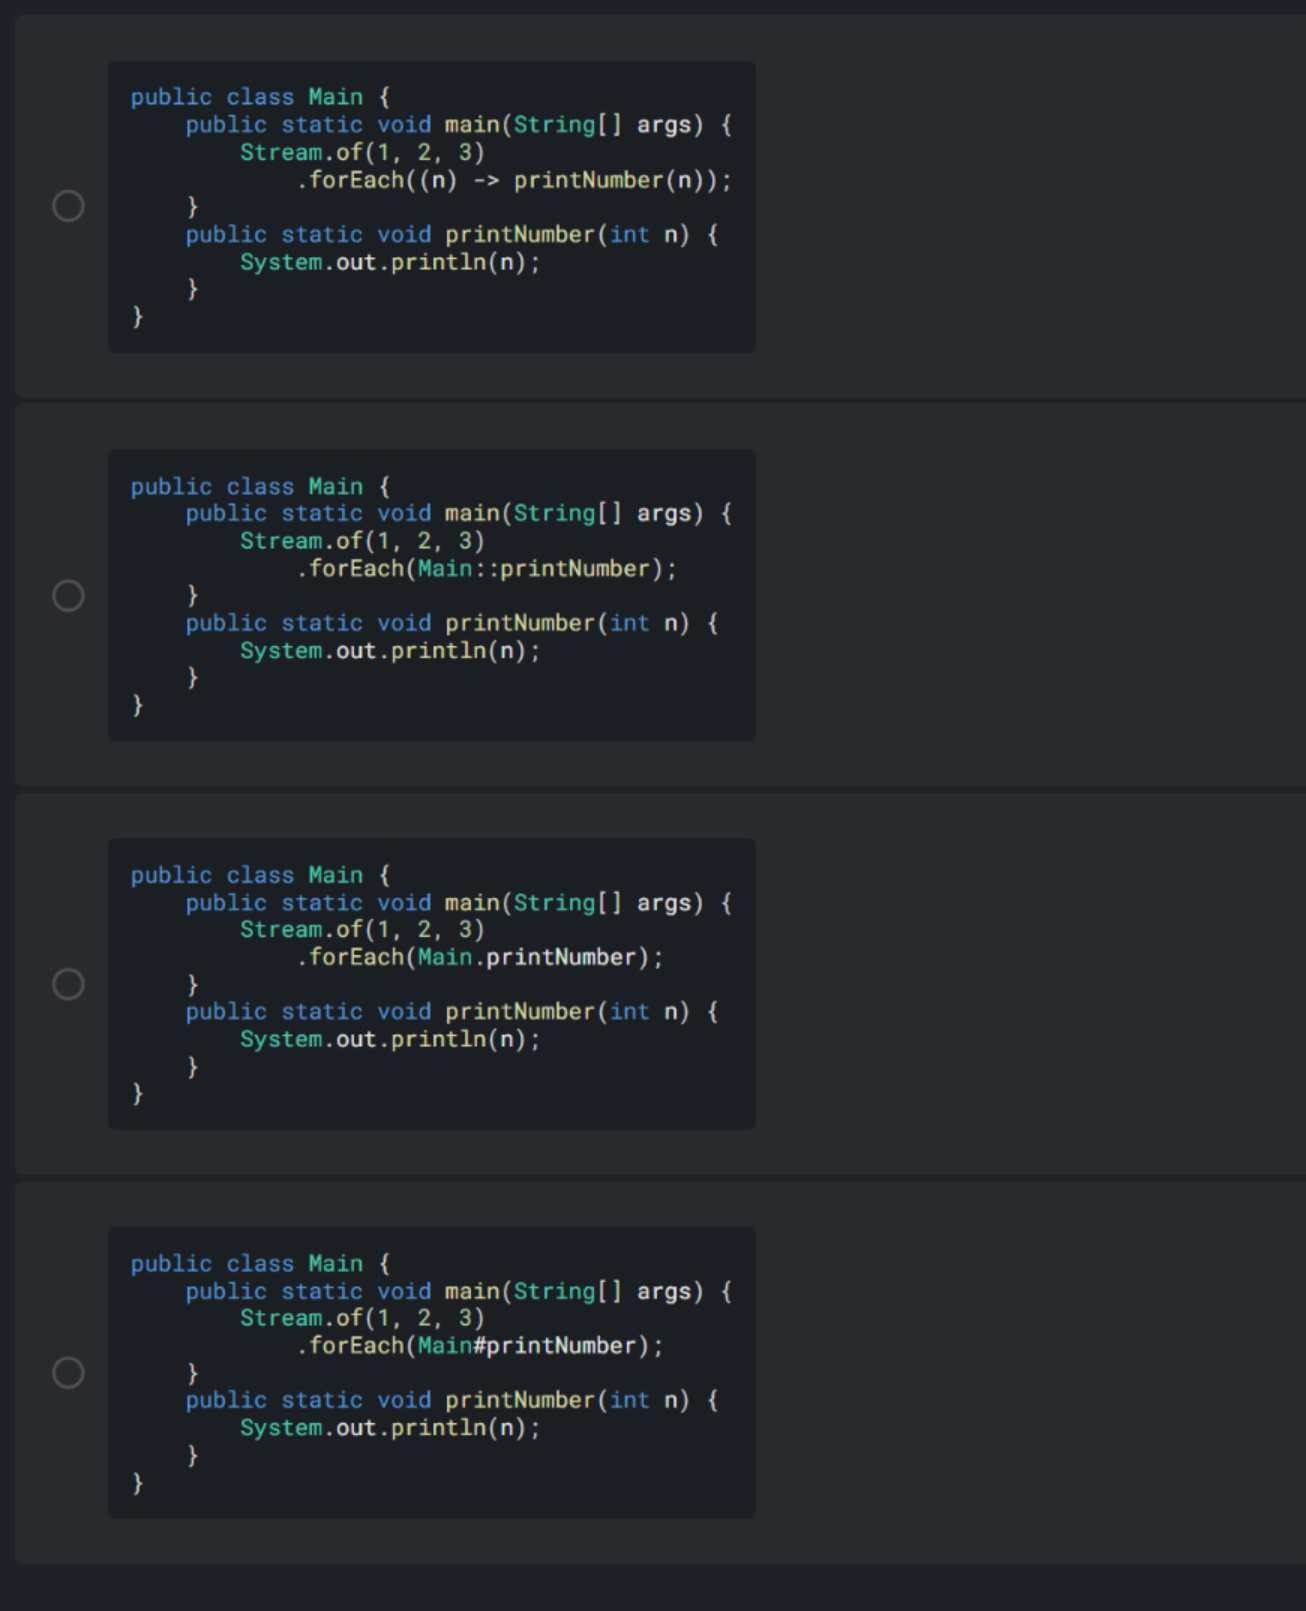 public class Main {
    public static void main(String[] args) {
        Stream.of(1, 2, 3)
            .forEach((n) -> printNumber(n));
    }
    public static void printNumber(int n) {
        System.out.println(n);
    }
}
public class Main {
    public static void main(String[] args) {
        Stream.of(1, 2, 3)
            .forEach(Main::printNumber);
    }
    public static void printNumber(int n) {
        System.out.println(n);
    }
}
public class Main {
    public static void main(String[] args) {
        Stream.of(1, 2, 3)
            .forEach(Main.printNumber);
    }
    public static void printNumber(int n) {
        System.out.println(n);
    }
}
public class Main {
    public static void main(String[] args) {
        Stream.of(1, 2, 3)
            .forEach(Main#printNumber);
    }
    public static void printNumber(int n) {
        System.out.println(n);
    }
}